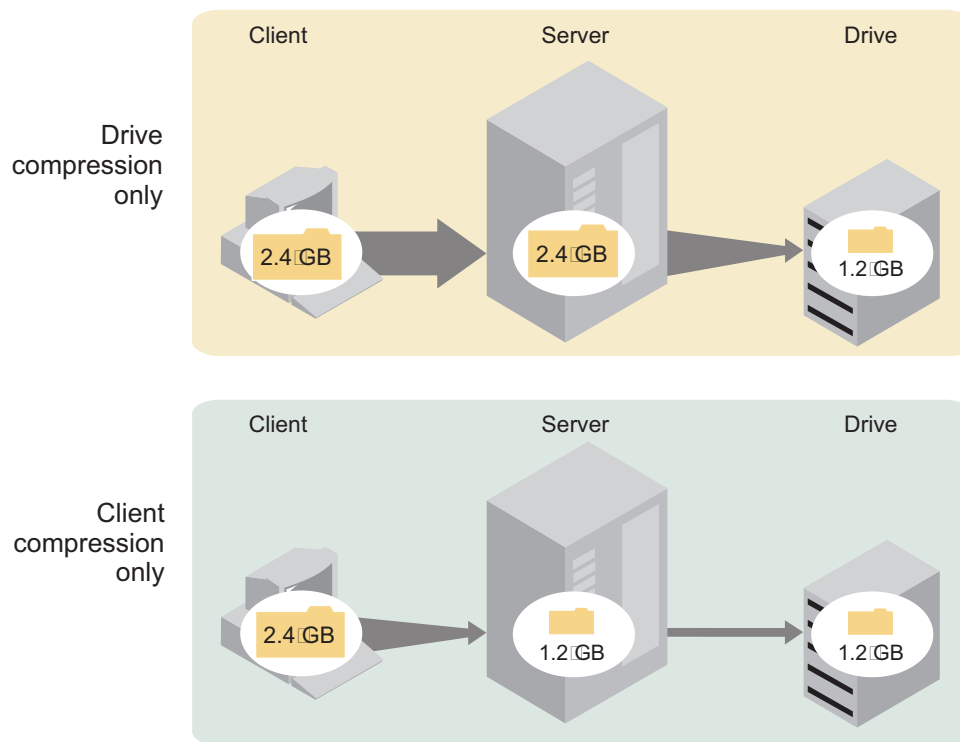 Client Server Drive
Drive
compression
only
2.4□GB 2.4□GB 1.2□GB
Client Server Drive
Client
compression
only
2.4□GB 1.2□GB 1.2□GB